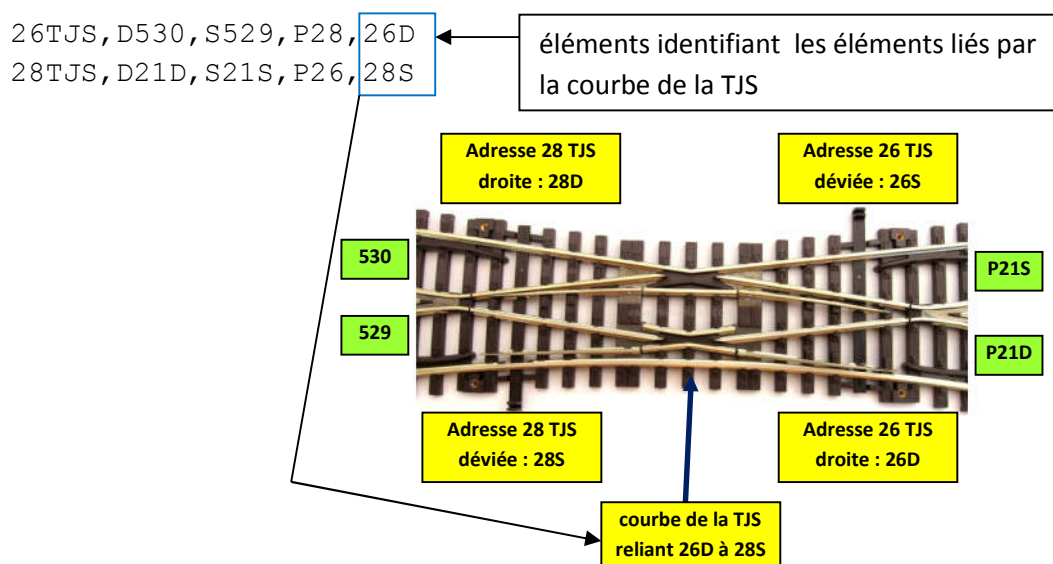 26TJS,D530,S529,P28,26D
28TJS,D21D,S21S,P26,28S
éléments identifiant les éléments liés par
la courbe de la TJS
Adresse 28 TJS
droite : 28D
Adresse 26 TJS
déviée : 26S
530
P21S
529
P21D
Adresse 28 TJS
déviée : 28S
Adresse 26 TJS
droite : 26D
courbe de la TJS
reliant 26D à 28S